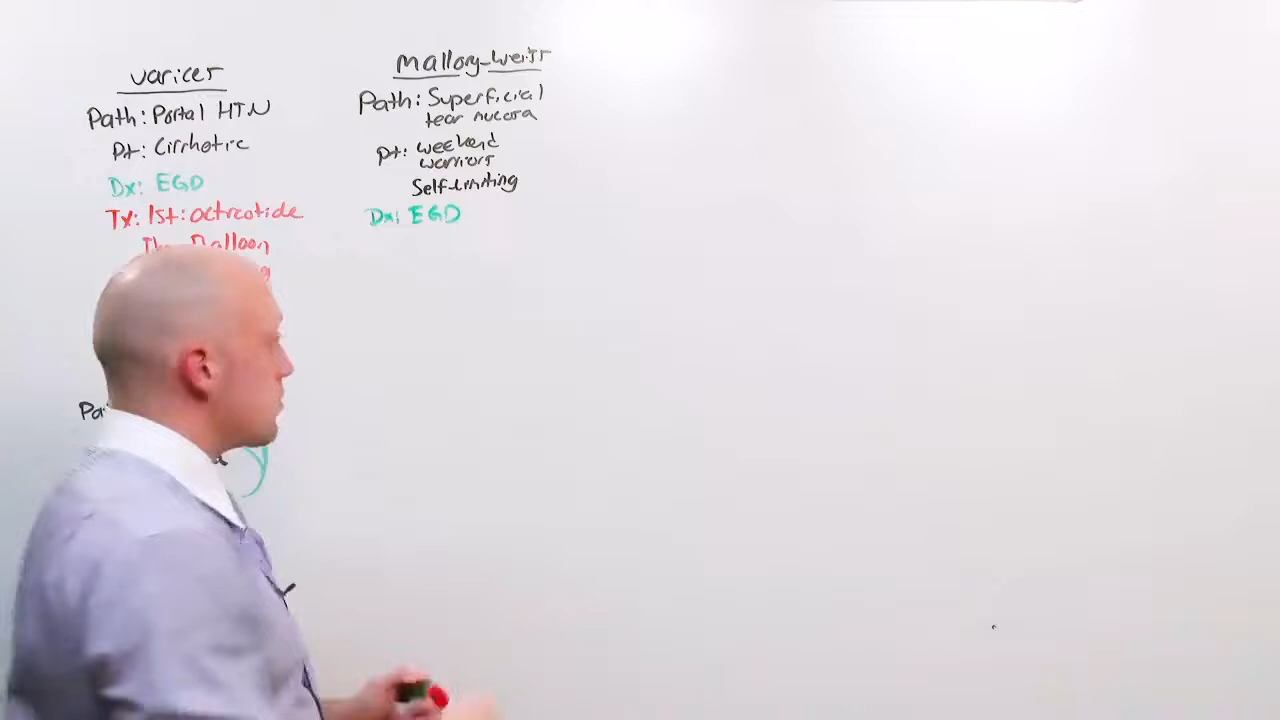 varices
Path: Portal HTN
Pt: Cirrhotic
Dx: EGD
Tx: 1st: octreotide
Balloon
Mallory-Weiss
Path: Superficial
tear mucosa
Pt: weekend
warriors
Self-limiting
Dx: EGD